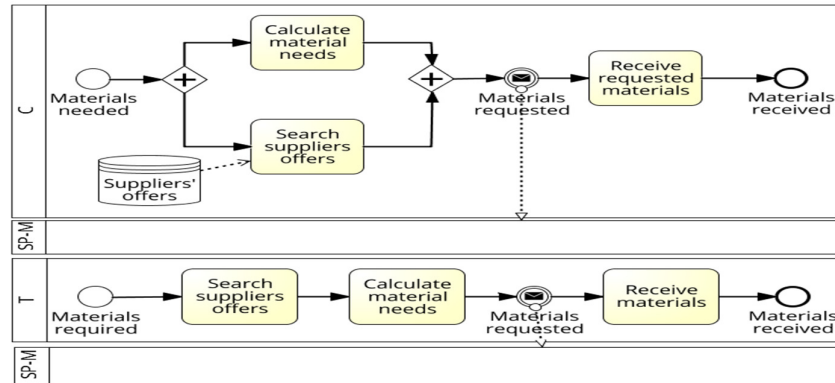 C
Calculate
material
needs
Materials
needed
Search
suppliers
offers
Suppliers'
offers
Materials
requested
Receive
requested
materials
Materials
received
SP-M
T
Materials
required
Search
suppliers
offers
Calculate
material
needs
Materials
requested
Receive
materials
Materials
received
SP-M